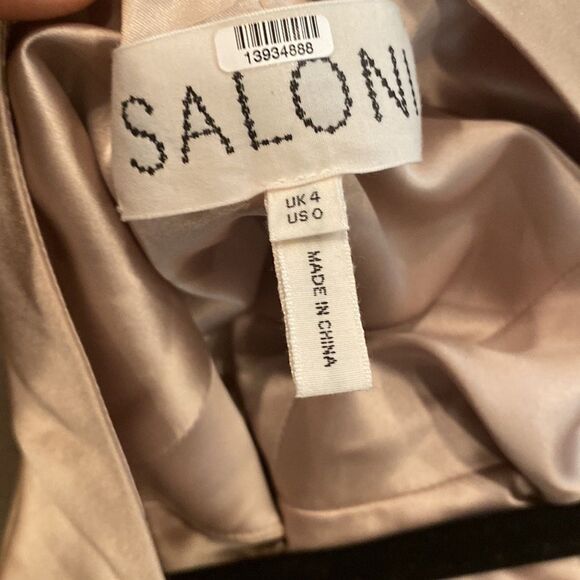 13934888
SALONI
UK 4
US 0
MADE IN CHINA